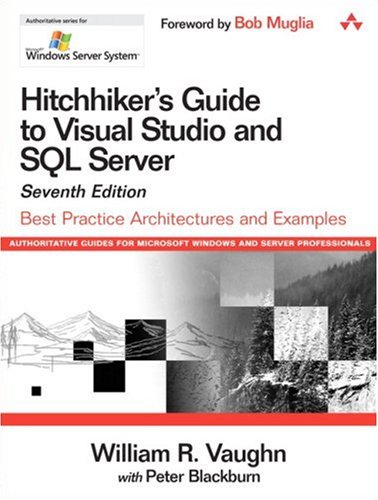 Authoritative series for
Microsoft
Windows Server System™
Foreword by Bob Muglia
Hitchhiker's Guide
to Visual Studio and
SQL Server
Seventh Edition
Best Practice Architectures and Examples
AUTHORITATIVE GUIDES FOR MICROSOFT WINDOWS AND SERVER PROFESSIONALS
William R. Vaughn
with Peter Blackburn